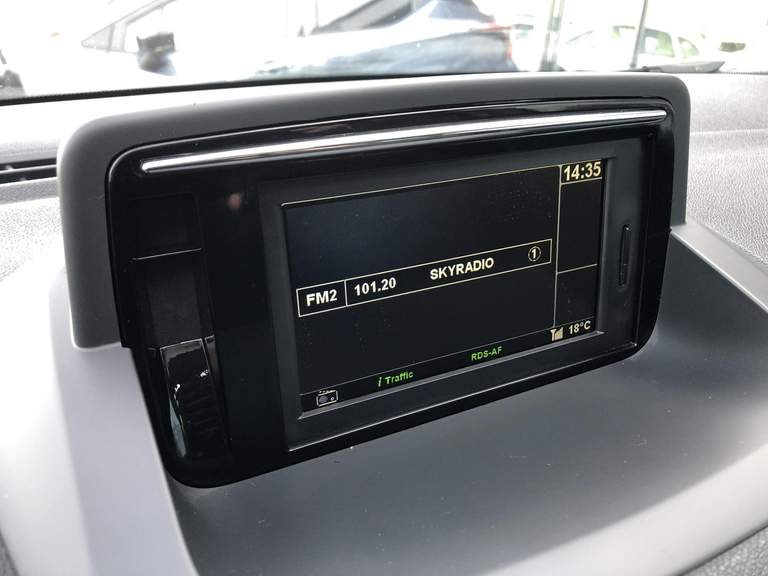 14:35
FM2 101.20 SKYRADIO 1
18°C
RDS-AF
i Traffic